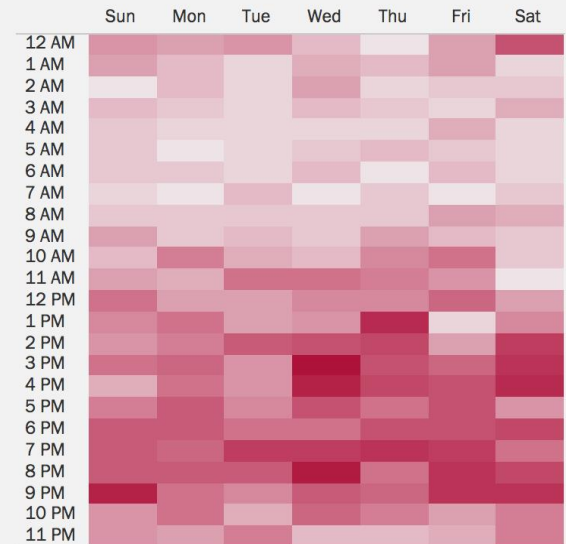 Sun Mon Tue Wed Thu Fri Sat
12 AM
1 AM
2 AM
3 AM
4 AM
5 AM
6 AM
7 AM
8 AM
9 AM
10 AM
11 AM
12 PM
1 PM
2 PM
3 PM
4 PM
5 PM
6 PM
7 PM
8 PM
9 PM
10 PM
11 PM